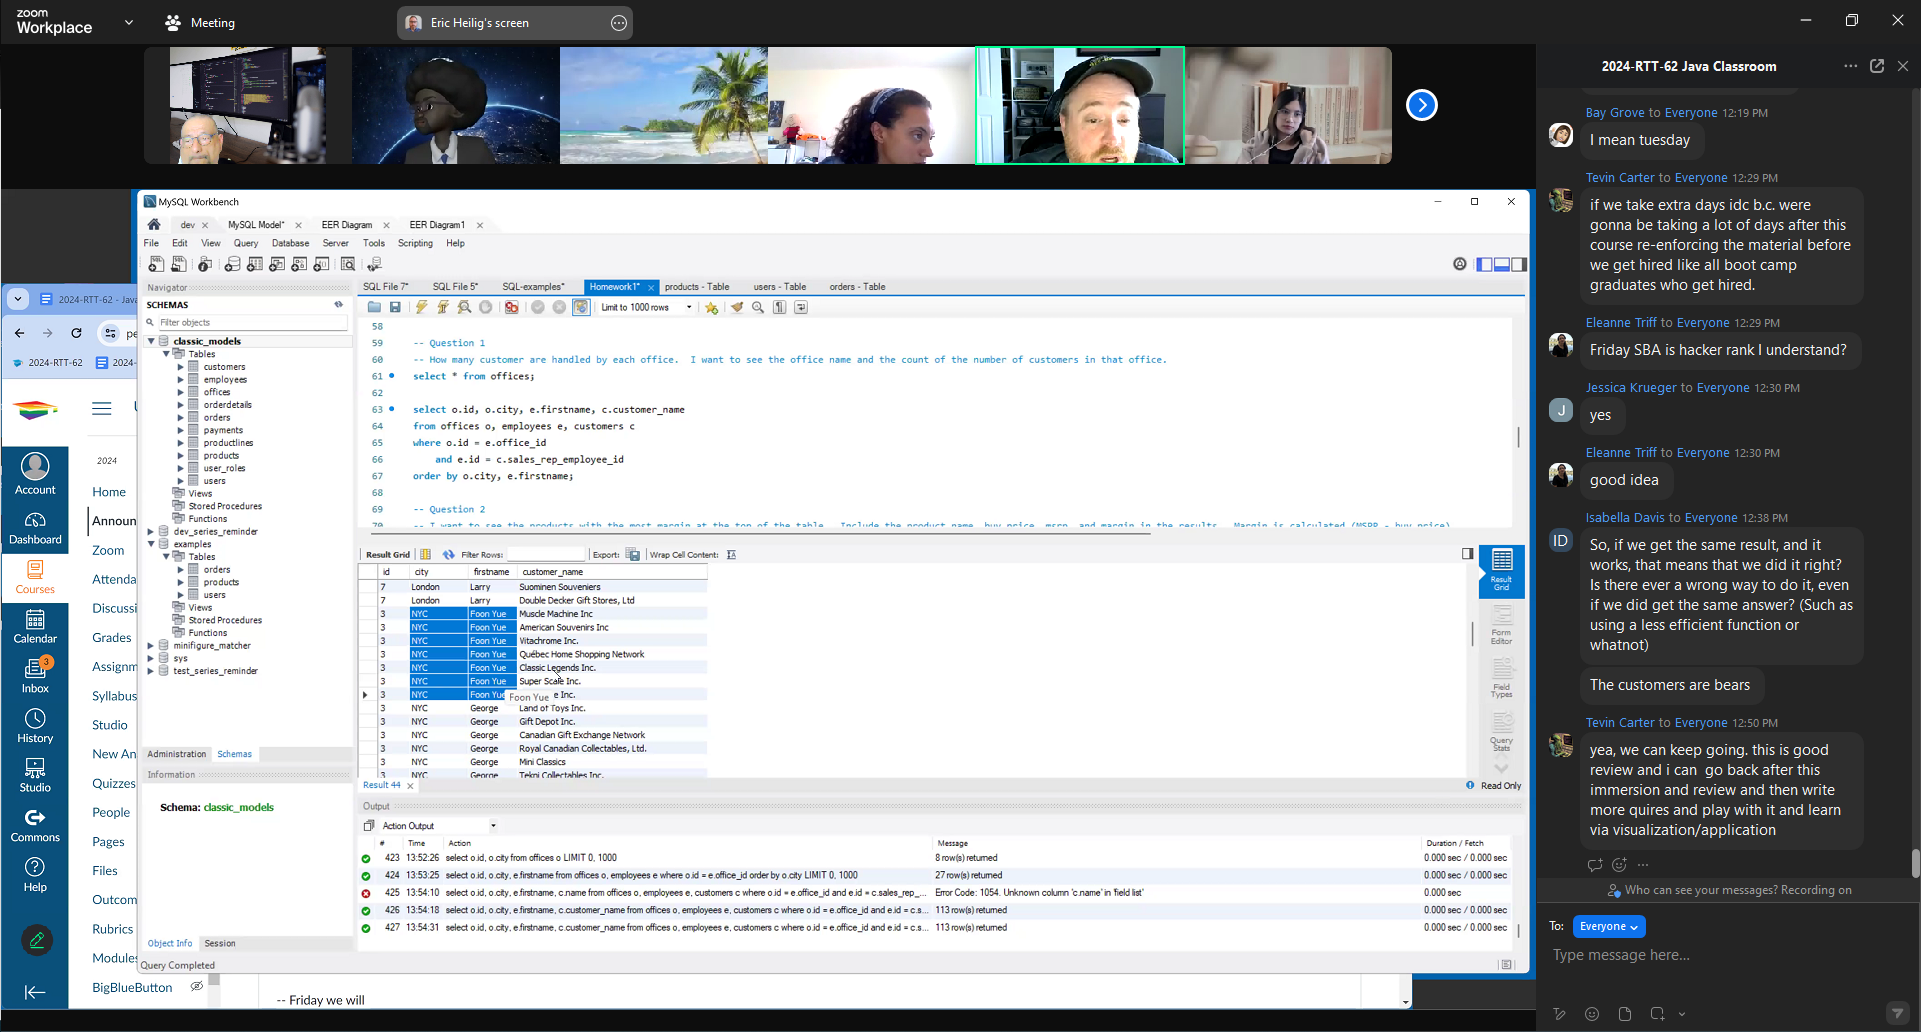 zoom
Workplace
Meeting
Eric Heilig's screen
2024-RTT-62 Java Classroom
Bay Grove to Everyone 12:19 PM
I mean tuesday
Tevin Carter to Everyone 12:29 PM
if we take extra days idc b.c. were
gonna be taking a lot of days after this
course re-enforcing the material before
we get hired like all boot camp
graduates who get hired.
Eleanne Triff to Everyone 12:29 PM
Friday SBA is hacker rank I understand?
Jessica Krueger to Everyone 12:30 PM
J
yes
Eleanne Triff to Everyone 12:30 PM
good idea
Isabella Davis to Everyone 12:38 PM
ID
So, if we get the same result, and it
works, that means that we did it right?
Is there ever a wrong way to do it, even
if we did get the same answer? (Such as
using a less efficient function or
whatnot)
The customers are bears
Tevin Carter to Everyone 12:50 PM
yea, we can keep going. this is good
review and i can go back after this
immersion and review and then write
more quires and play with it and learn
via visualization/application
Who can see your messages? Recording on
To: Everyone
Type message here...
MySQL Workbench
dev
MySQL Model*
EER Diagram
EER Diagram1
File Edit View Query Database Server Tools Scripting Help
Navigator
SCHEMAS
Filter objects
classic_models
Tables
customers
employees
offices
orderdetails
orders
payments
productlines
products
user_roles
users
Views
Stored Procedures
Functions
dev_series_reminder
examples
Tables
orders
products
users
Views
Stored Procedures
Functions
minifigure_matcher
sys
test_series_reminder
Administration Schemas
Information
Schema: classic_models
Object Info Session
Query Completed
SQL File 7* SQL File 5* SQL-examples* Homework1* products - Table users - Table orders - Table
Limit to 1000 rows
58
59 -- Question 1
60 -- How many customer are handled by each office. I want to see the office name and the count of the number of customers in that office.
61 select * from offices;
62
63 select o.id, o.city, e.firstname, c.customer_name
64 from offices o, employees e, customers c
65 where o.id = e.office_id
66 and e.id = c.sales_rep_employee_id
67 order by o.city, e.firstname;
68
69 -- Question 2
70 -- I want to see the products with the most margin at the top of the table. Include the product name, buy price, msrp, and margin in the results. Margin is calculated (MSRP - buy price)
Result Grid Filter Rows: Export: Wrap Cell Content:
id city firstname customer_name
7 London Larry Suominen Souveniers
7 London Larry Double Decker Gift Stores, Ltd
3 NYC Foon Yue Muscle Machine Inc
3 NYC Foon Yue American Souvenirs Inc
3 NYC Foon Yue Vitachrome Inc.
3 NYC Foon Yue Québec Home Shopping Network
3 NYC Foon Yue Classic Legends Inc.
3 NYC Foon Yue Super Scale Inc.
3 NYC Foon Yue e Inc.
Foon Yue
3 NYC George Land of Toys Inc.
3 NYC George Gift Depot Inc.
3 NYC George Canadian Gift Exchange Network
3 NYC George Royal Canadian Collectables, Ltd.
3 NYC George Mini Classics
3 NYC George Tekni Collectables Inc.
Result Grid
Form Editor
Field Types
Query Stats
Result 44
Read Only
Output
Action Output
# Time Action Message Duration / Fetch
423 13:52:26 select o.id, o.city from offices o LIMIT 0, 1000 8 row(s) returned 0.000 sec / 0.000 sec
424 13:53:25 select o.id, o.city, e.firstname from offices o, employees e where o.id = e.office_id order by o.city LIMIT 0, 1000 27 row(s) returned 0.000 sec / 0.000 sec
425 13:54:10 select o.id, o.city, e.firstname, c.name from offices o, employees e, customers c where o.id = e.office_id and e.id = c.sales_rep_... Error Code: 1054. Unknown column 'c.name' in 'field list' 0.000 sec
426 13:54:18 select o.id, o.city, e.firstname, c.customer_name from offices o, employees e, customers c where o.id = e.office_id and e.id = c.s... 113 row(s) returned 0.000 sec / 0.000 sec
427 13:54:31 select o.id, o.city, e.firstname, c.customer_name from offices o, employees e, customers c where o.id = e.office_id and e.id = c.s... 113 row(s) returned 0.000 sec / 0.000 sec
2024-RTT-62 - Java
pe
2024-RTT-62
2024-
2024
Account
Dashboard
Courses
Calendar
3
Inbox
History
Studio
Commons
Help
Home
Announ
Zoom
Attenda
Discussi
Grades
Assignm
Syllabus
Studio
New An
Quizzes
People
Pages
Files
Outcom
Rubrics
Modules
BigBlueButton
-- Friday we will